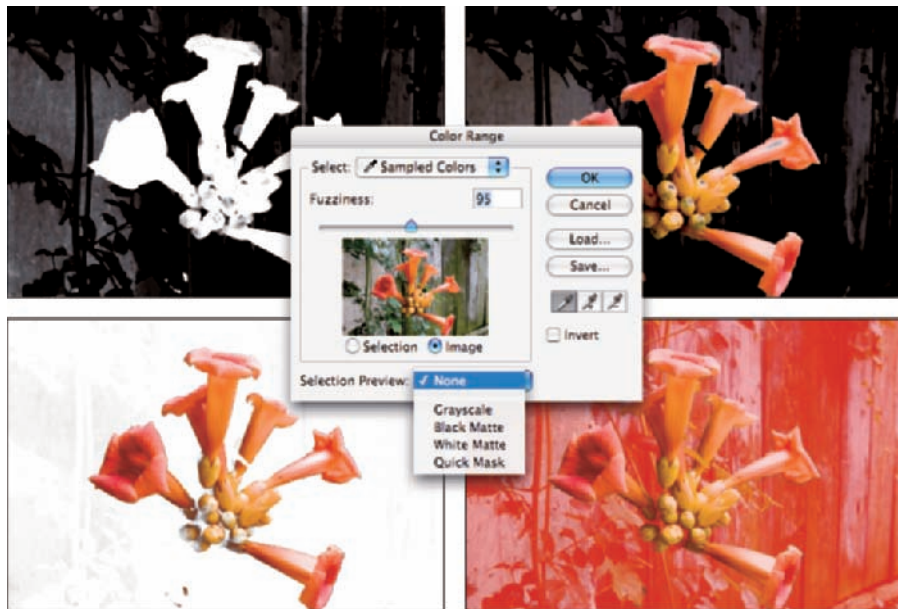 Color Range
Select: Sampled Colors
Fuzziness: 95
OK
Cancel
Load...
Save...
Invert
Selection Image
Selection Preview: ✓ None
Grayscale
Black Matte
White Matte
Quick Mask